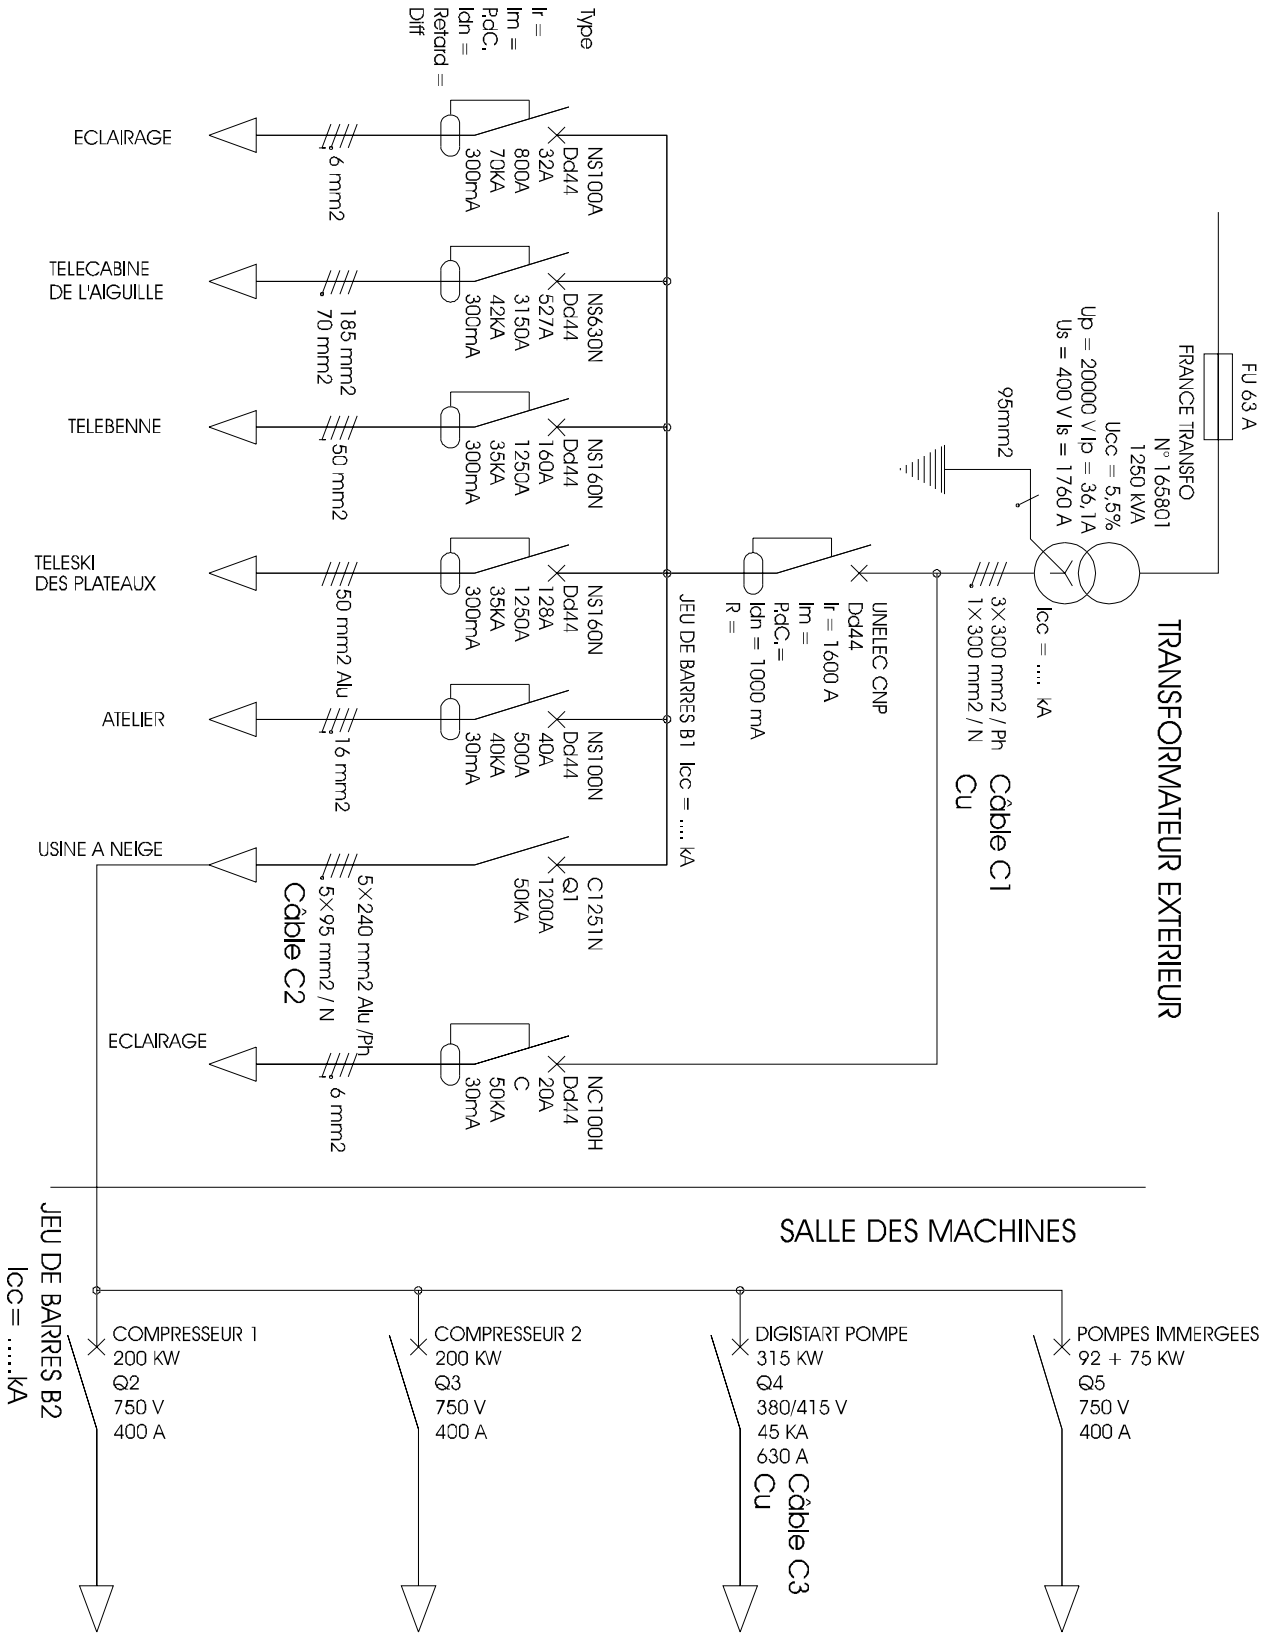 FU 63 A
FRANCE TRANSFO
N° 165801
1250 kVA
Ucc = 5,5%
Up = 20000 V Ip = 36,1A
Us = 400 V Is = 1760 A
95mm2
TRANSFORMATEUR EXTERIEUR
Icc = .... kA
3X300 mm2 / Ph
1X300 mm2 / N
Câble C1
Cu
UNELEC CNP
Dd44
Ir = 1600 A
Im =
P.dC.=
Idn = 1000 mA
R =
JEU DE BARRES B1 Icc = .... kA
Type
Ir =
Im =
P.dC.
Idn =
Retard =
Diff
NS100A
Dd44
32A
800A
70KA
300mA
6 mm2
ECLAIRAGE
NS630N
Dd44
527A
3150A
42KA
300mA
185 mm2
70 mm2
TELECABINE
DE L'AIGUILLE
NS160N
Dd44
160A
1250A
35KA
300mA
50 mm2
TELEBENNE
NS160N
Dd44
128A
1250A
35KA
300mA
50 mm2 Alu
TELESKI
DES PLATEAUX
NS100N
Dd44
40A
500A
40KA
30mA
16 mm2
ATELIER
C1251N
Q1
1200A
50KA
5X240 mm2 Alu /Ph
5X95 mm2 / N
Câble C2
USINE A NEIGE
NC100H
Dd44
20A
C
50KA
30mA
6 mm2
ECLAIRAGE
SALLE DES MACHINES
JEU DE BARRES B2
Icc= ......kA
COMPRESSEUR 1
200 KW
Q2
750 V
400 A
COMPRESSEUR 2
200 KW
Q3
750 V
400 A
DIGISTART POMPE
315 KW
Q4
380/415 V
45 KA
630 A
Câble C3
Cu
POMPES IMMERGEES
92 + 75 KW
Q5
750 V
400 A